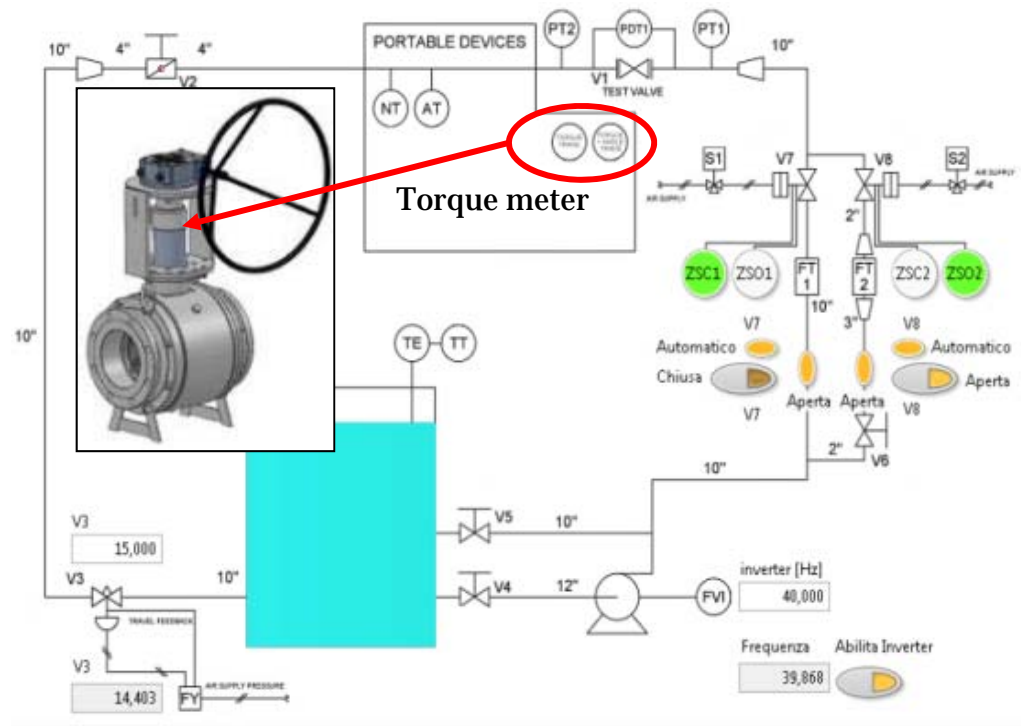 10" 4" 4"
V2
PORTABLE DEVICES
NT AT
PT2 PDT1 PT1
10"
V1
TEST VALVE
Torque meter
S1 V7 V8 S2
AIR SUPPLY
AIR SUPPLY
2"
ZSC1 ZSO1 FT 1 FT 2 ZSC2 ZSO2
10"
3"
V7 V8
Automatico Automatico
Chiusa Aperta
Aperta Aperta
V7 V8
2" V6
10"
10"
TE TT
V5 10"
V4 12"
V3
15,000
V3
10"
TRAVEL FEEDBACK
V3
14,403
FY
AIR SUPPLY PRESSURE
FVI
inverter [Hz]
40,000
Frequenza Abilita Inverter
39,868